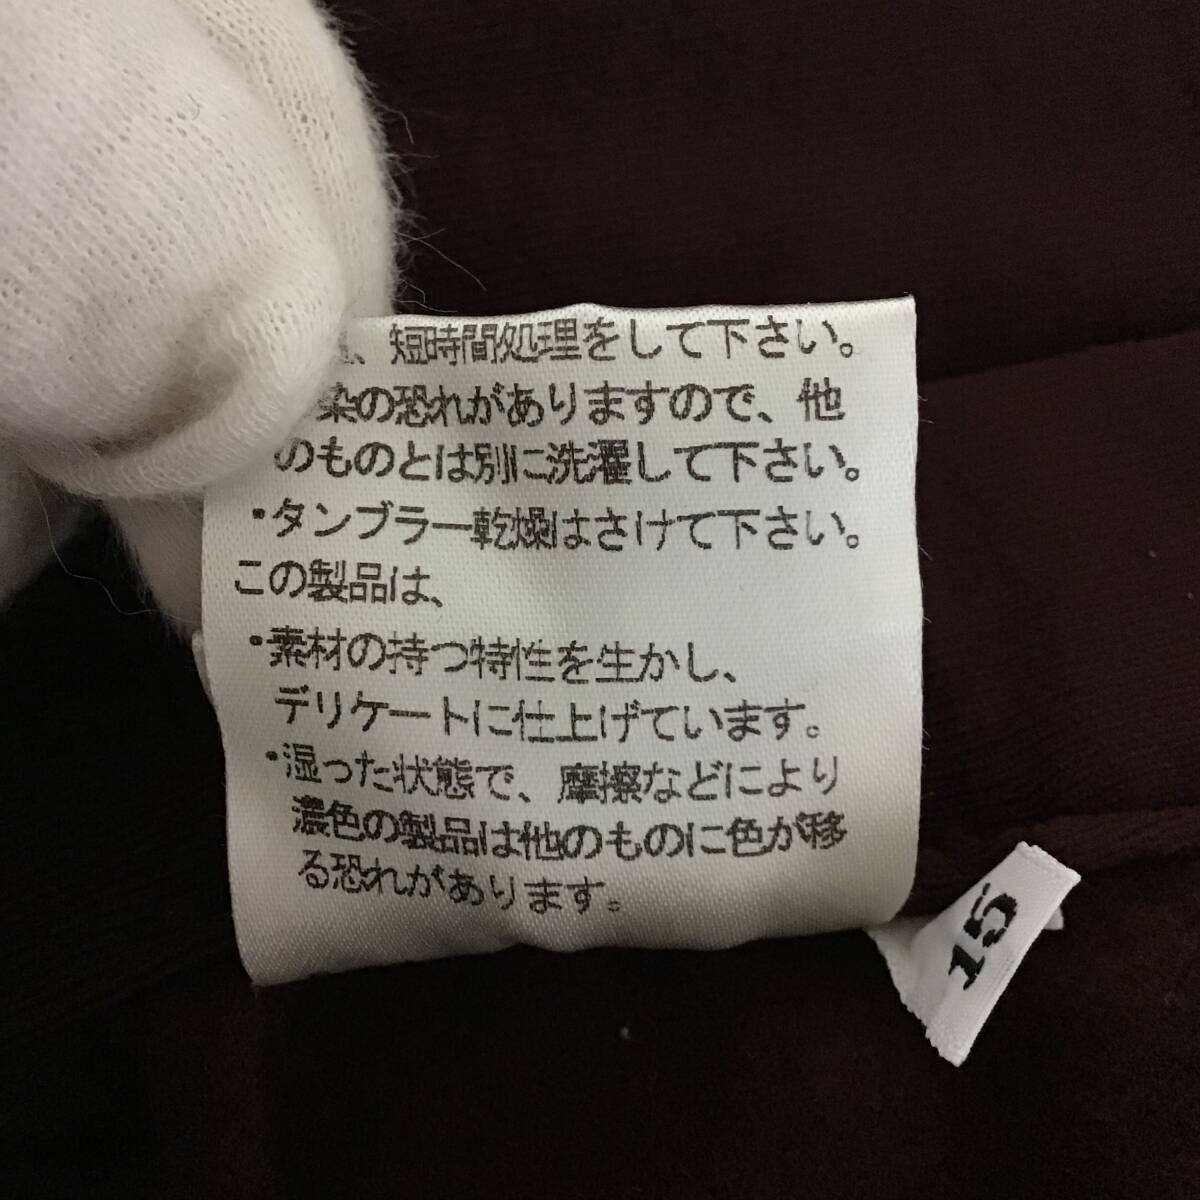 、短時間処理をして下さい。
染の恐れがありますので、他
のものとは別に洗濯して下さい。
・タンブラー乾燥はさけて下さい。
この製品は、
・素材の持つ特性を生かし、
デリケートに仕上げています。
・湿った状態で、摩擦などにより
濃色の製品は他のものに色が移
る恐れがあります。
15